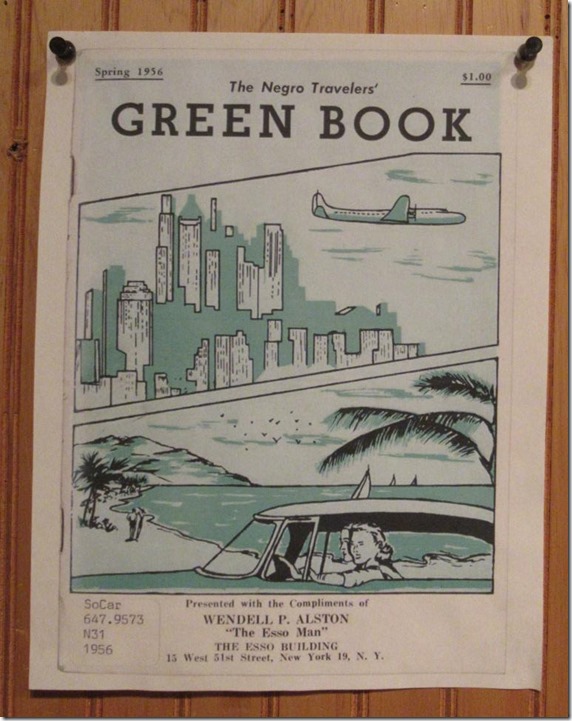 Spring 1956
$1.00
The Negro Travelers'
GREEN BOOK
SoCar
647.9573
N31
1956
Presented with the Compliments of
WENDELL P. ALSTON
"The Esso Man"
THE ESSO BUILDING
15 West 51st Street, New York 19, N. Y.